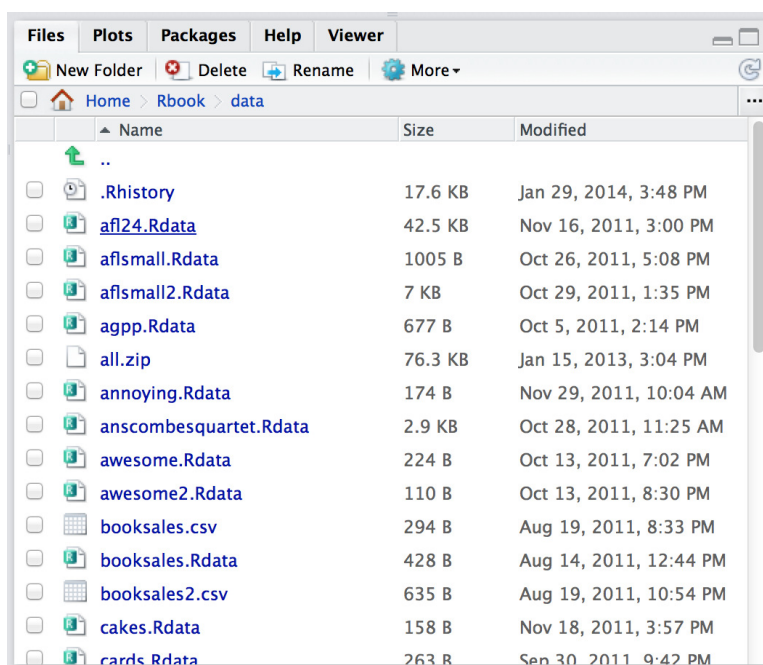 Files Plots Packages Help Viewer
New Folder Delete Rename More
Home Rbook data ...
Name Size Modified
..
.Rhistory 17.6 KB Jan 29, 2014, 3:48 PM
afl24.Rdata 42.5 KB Nov 16, 2011, 3:00 PM
aflsmall.Rdata 1005 B Oct 26, 2011, 5:08 PM
aflsmall2.Rdata 7 KB Oct 29, 2011, 1:35 PM
agpp.Rdata 677 B Oct 5, 2011, 2:14 PM
all.zip 76.3 KB Jan 15, 2013, 3:04 PM
annoying.Rdata 174 B Nov 29, 2011, 10:04 AM
anscombesquartet.Rdata 2.9 KB Oct 28, 2011, 11:25 AM
awesome.Rdata 224 B Oct 13, 2011, 7:02 PM
awesome2.Rdata 110 B Oct 13, 2011, 8:30 PM
booksales.csv 294 B Aug 19, 2011, 8:33 PM
booksales.Rdata 428 B Aug 14, 2011, 12:44 PM
booksales2.csv 635 B Aug 19, 2011, 10:54 PM
cakes.Rdata 158 B Nov 18, 2011, 3:57 PM
cards.Rdata 263 B Sep 30, 2011, 9:42 PM